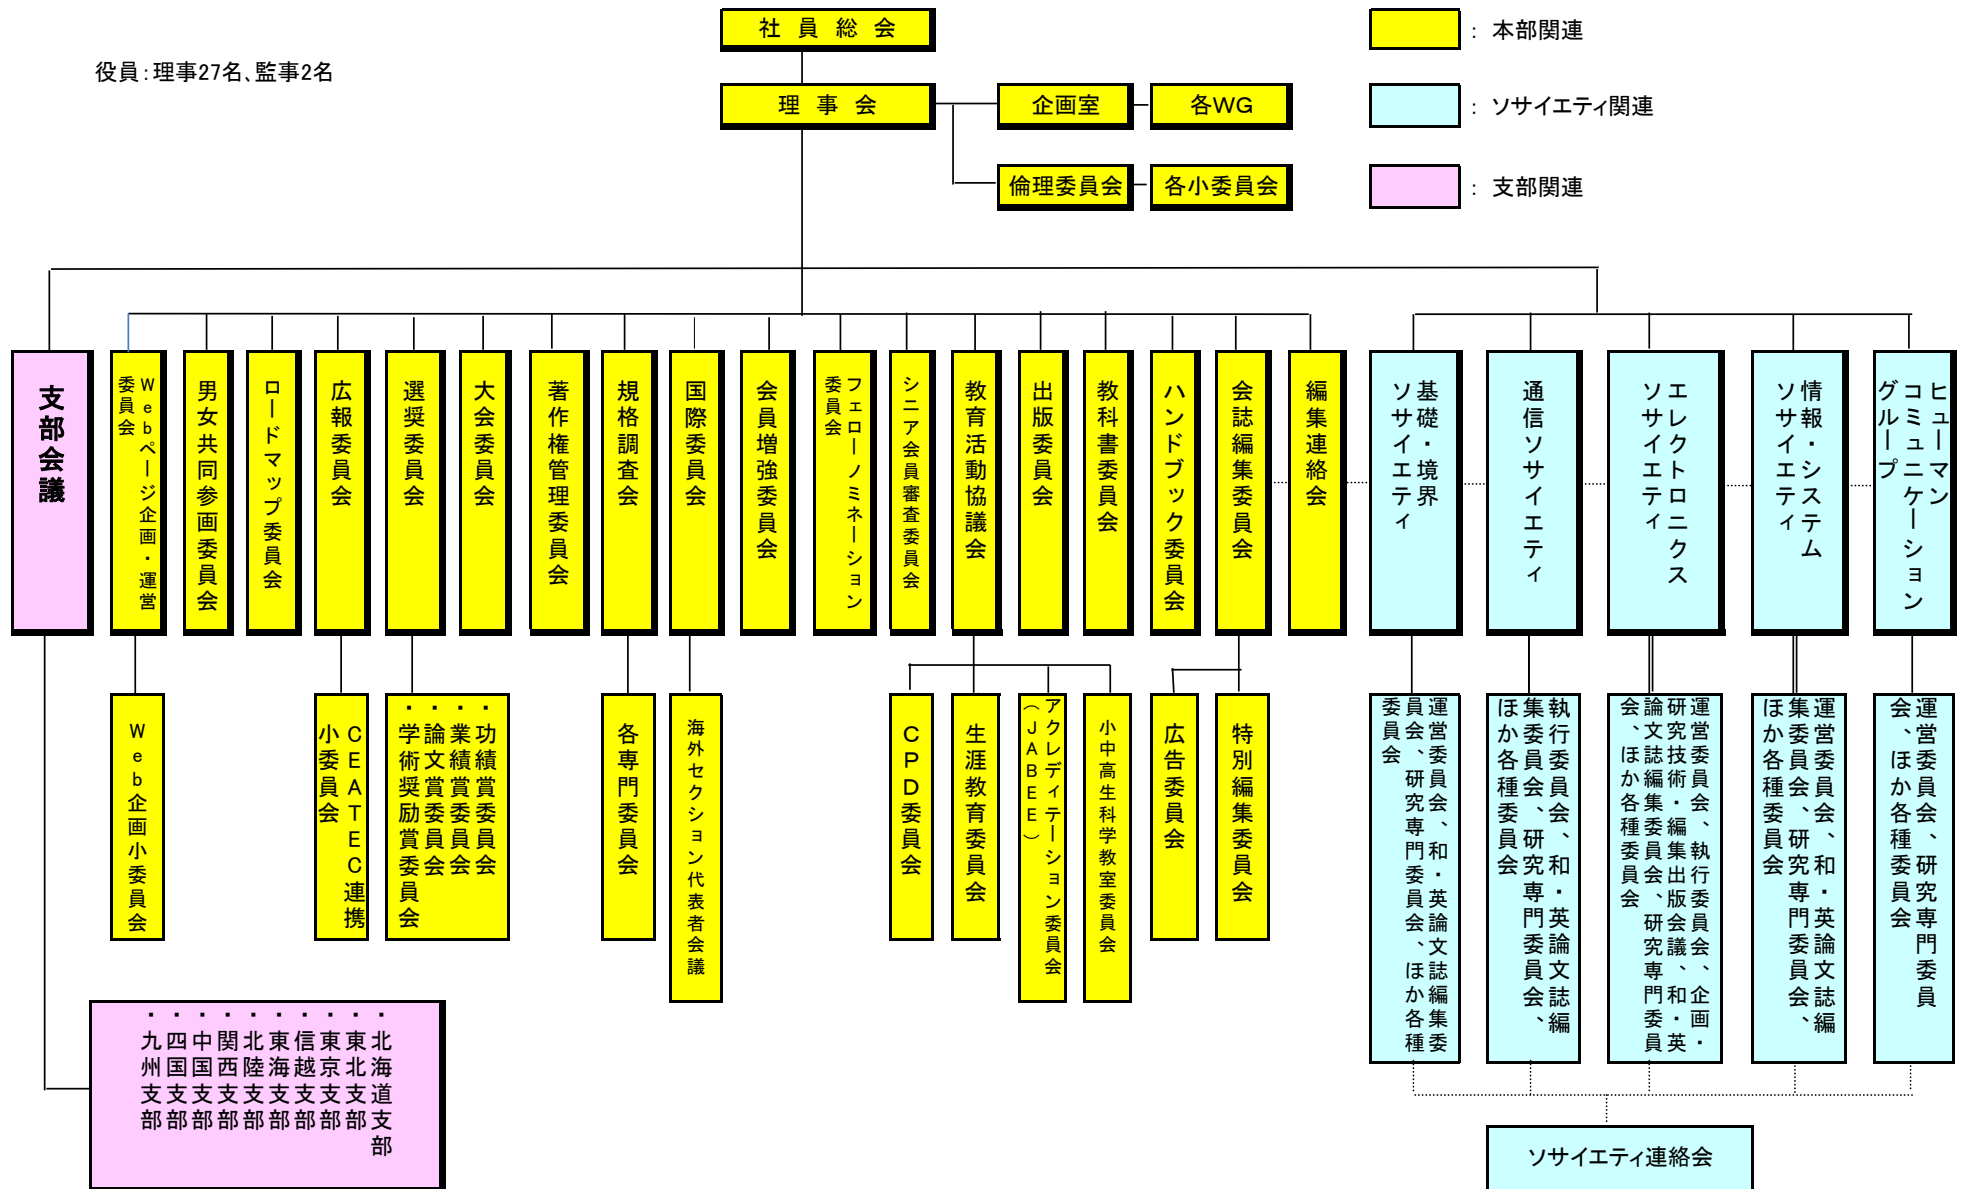 社員総会
：本部関連
役員：理事27名、監事2名
理事会
企画室
各WG
：ソサイエティ関連
倫理委員会
各小委員会
：支部関連
支部会議
Webページ企画・運営
委員会
男女共同参画委員会
ロードマップ委員会
広報委員会
選奨委員会
大会委員会
著作権管理委員会
規格調査会
国際委員会
会員増強委員会
フェローノミネーション
委員会
シニア会員審査委員会
教育活動協議会
出版委員会
教科書委員会
ハンドブック委員会
会誌編集委員会
編集連絡会
基礎・境界
ソサイエティ
通信ソサイエティ
エレクトロニクス
ソサイエティ
情報・システム
ソサイエティ
ヒューマン
コミュニケーション
グループ
Web企画小委員会
CEATEC連携
小委員会
・功績賞委員会
・業績賞委員会
・論文賞委員会
・学術奨励賞委員会
各専門委員会
海外セクション代表者会議
CPD委員会
生涯教育委員会
アクレディテーション委員会
（JABEE）
小中高生科学教室委員会
広告委員会
特別編集委員会
運営委員会、和・英論文誌編集委
員会、研究専門委員会、ほか各種
委員会
執行委員会、和・英論文誌編
集委員会、研究専門委員会、
ほか各種委員会
運営委員会、執行委員会、企画・
研究技術・編集出版会議、和・英
論文誌編集委員会、研究専門委員
会、ほか各種委員会
運営委員会、和・英論文誌編
集委員会、研究専門委員会、
ほか各種委員会
運営委員会、研究専門委員
会、ほか各種委員会
・北海道支部
・東北支部
・東京支部
・信越支部
・東海支部
・北陸支部
・関西支部
・中国支部
・四国支部
・九州支部
ソサイエティ連絡会